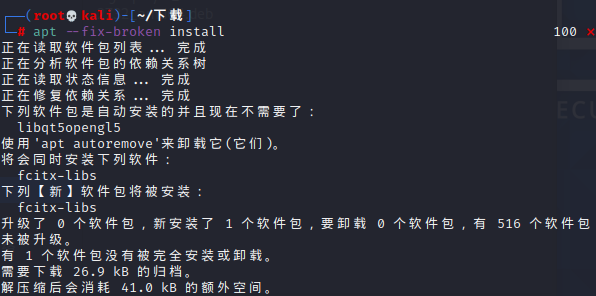 (root💀kali)-[~/下载]
# apt --fix-broken install 100 ⨯
正在读取软件包列表... 完成
正在分析软件包的依赖关系树
正在读取状态信息... 完成
正在修复依赖关系... 完成
下列软件包是自动安装的并且现在不需要了：
libqt5opengl5
使用'apt autoremove'来卸载它(它们)。
将会同时安装下列软件：
fcitx-libs
下列【新】软件包将被安装：
fcitx-libs
升级了 0 个软件包，新安装了 1 个软件包，要卸载 0 个软件包，有 516 个软件包
未被升级。
有 1 个软件包没有被完全安装或卸载。
需要下载 26.9 kB 的归档。
解压缩后会消耗 41.0 kB 的额外空间。